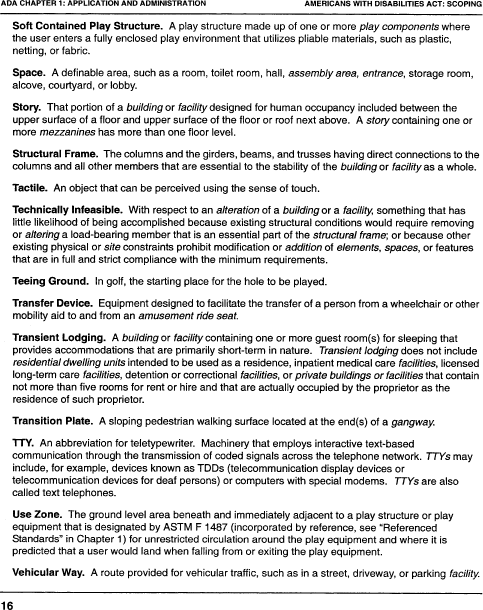 ADA CHAPTER 1: APPLICATION AND ADMINISTRATION AMERICANS WITH DISABILITIES ACT: SCOPING
Soft Contained Play Structure. A play structure made up of one or more play components where
the user enters a fully enclosed play environment that utilizes pliable materials, such as plastic,
netting, or fabric.
Space. A definable area, such as a room, toilet room, hall, assembly area, entrance, storage room,
alcove, courtyard, or lobby.
Story. That portion of a building or facility designed for human occupancy included between the
upper surface of a floor and upper surface of the floor or roof next above. A story containing one or
more mezzanines has more than one floor level.
Structural Frame. The columns and the girders, beams, and trusses having direct connections to the
columns and all other members that are essential to the stability of the building or facility as a whole.
Tactile. An object that can be perceived using the sense of touch.
Technically Infeasible. With respect to an alteration of a building or a facility, something that has
little likelihood of being accomplished because existing structural conditions would require removing
or altering a load-bearing member that is an essential part of the structural frame; or because other
existing physical or site constraints prohibit modification or addition of elements, spaces, or features
that are in full and strict compliance with the minimum requirements.
Teeing Ground. In golf, the starting place for the hole to be played.
Transfer Device. Equipment designed to facilitate the transfer of a person from a wheelchair or other
mobility aid to and from an amusement ride seat.
Transient Lodging. A building or facility containing one or more guest room(s) for sleeping that
provides accommodations that are primarily short-term in nature. Transient lodging does not include
residential dwelling units intended to be used as a residence, inpatient medical care facilities, licensed
long-term care facilities, detention or correctional facilities, or private buildings or facilities that contain
not more than five rooms for rent or hire and that are actually occupied by the proprietor as the
residence of such proprietor.
Transition Plate. A sloping pedestrian walking surface located at the end(s) of a gangway.
TTY. An abbreviation for teletypewriter. Machinery that employs interactive text-based
communication through the transmission of coded signals across the telephone network. TTYs may
include, for example, devices known as TDDs (telecommunication display devices or
telecommunication devices for deaf persons) or computers with special modems. TTYs are also
called text telephones.
Use Zone. The ground level area beneath and immediately adjacent to a play structure or play
equipment that is designated by ASTM F 1487 (incorporated by reference, see "Referenced
Standards" in Chapter 1) for unrestricted circulation around the play equipment and where it is
predicted that a user would land when falling from or exiting the play equipment.
Vehicular Way. A route provided for vehicular traffic, such as in a street, driveway, or parking facility.
16